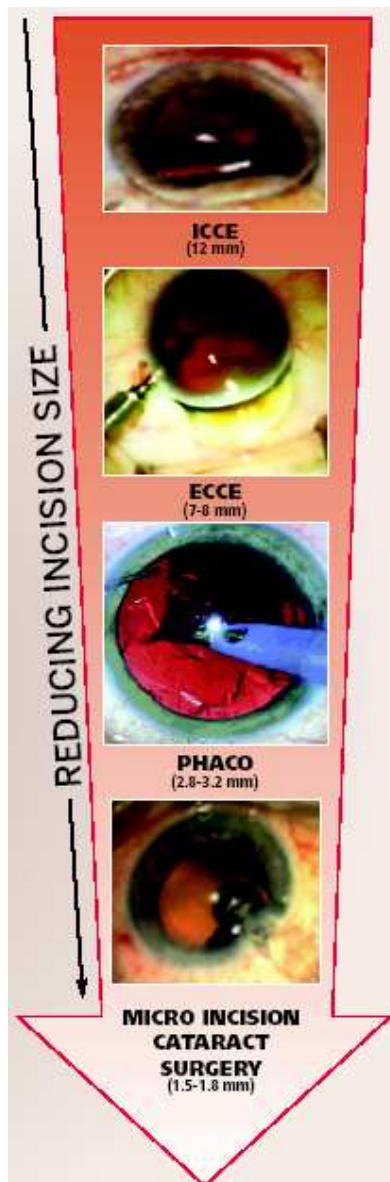 REDUCING INCISION SIZE
ICCE
(12 mm)
ECCE
(7-8 mm)
PHACO
(2.8-3.2 mm)
MICRO INCISION
CATARACT
SURGERY
(1.5-1.8 mm)